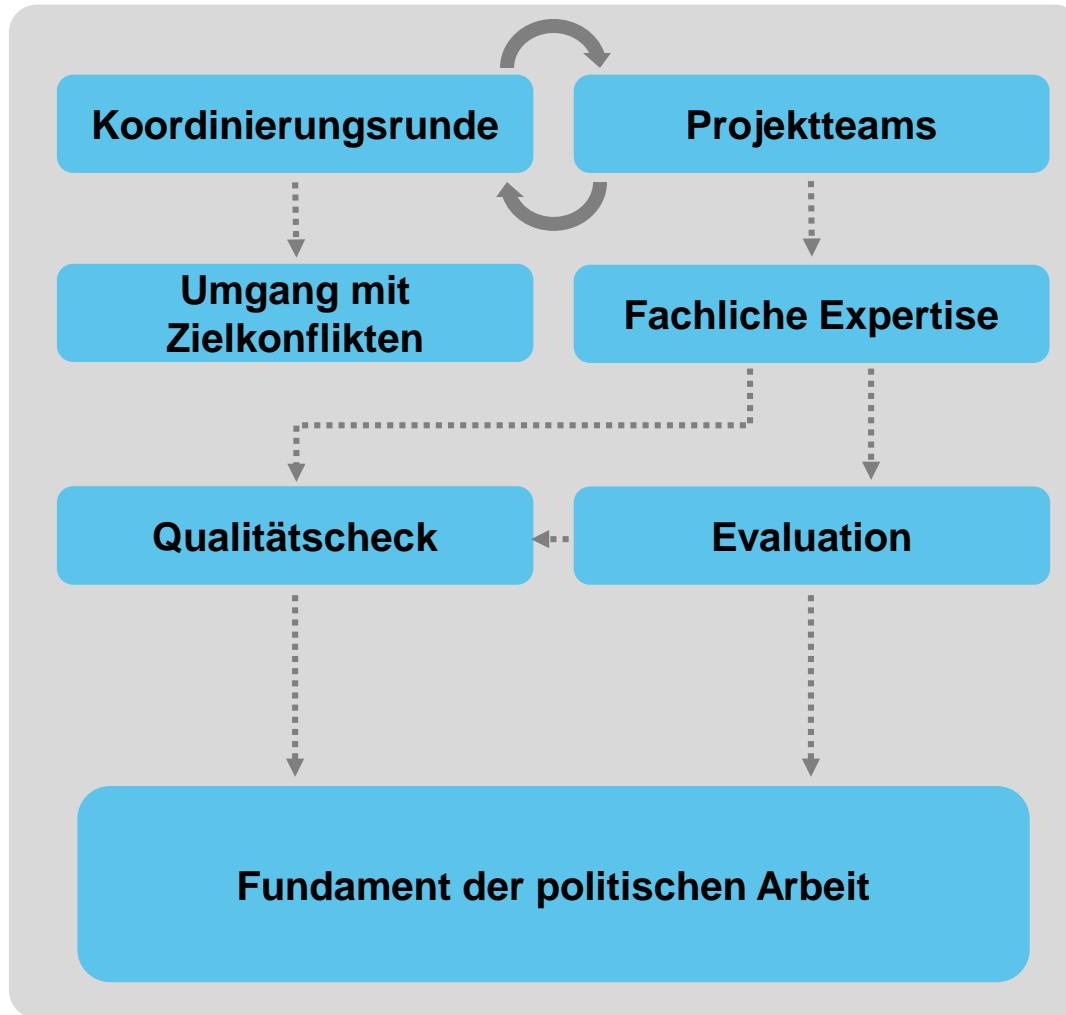 Koordinierungsrunde
Projektteams
Umgang mit
Zielkonflikten
Fachliche Expertise
Qualitätscheck
Evaluation
Fundament der politischen Arbeit